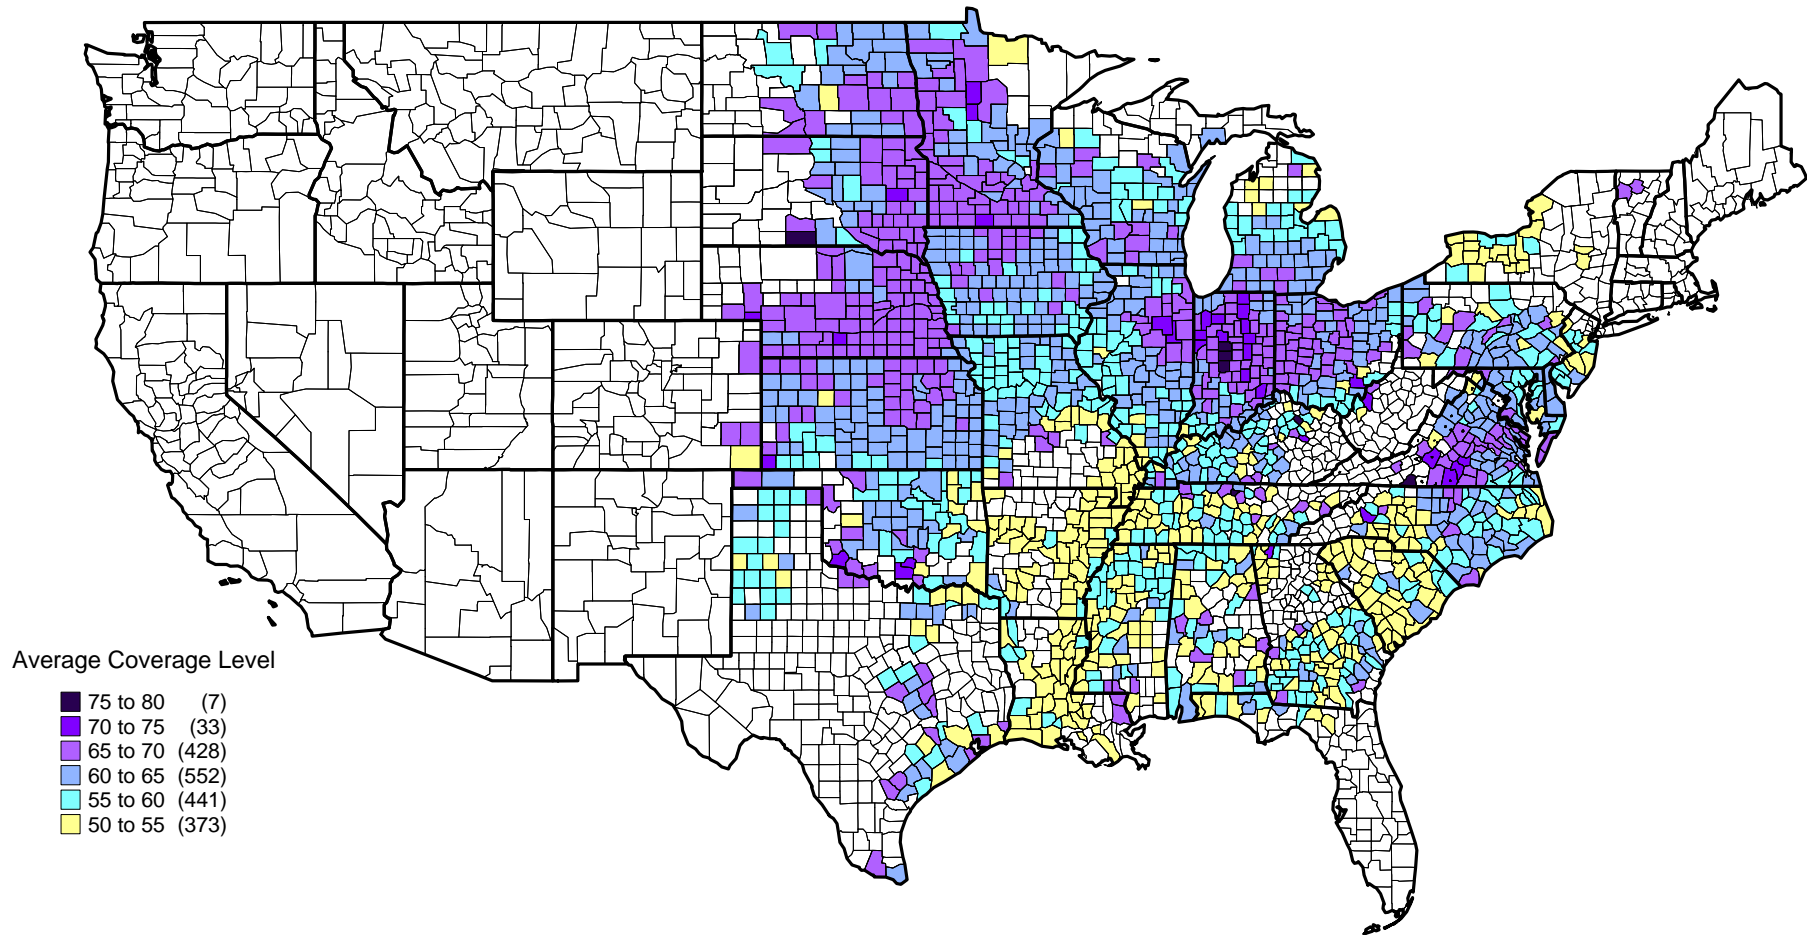 Average Coverage Level
75 to 80 (7)
70 to 75 (33)
65 to 70 (428)
60 to 65 (552)
55 to 60 (441)
50 to 55 (373)